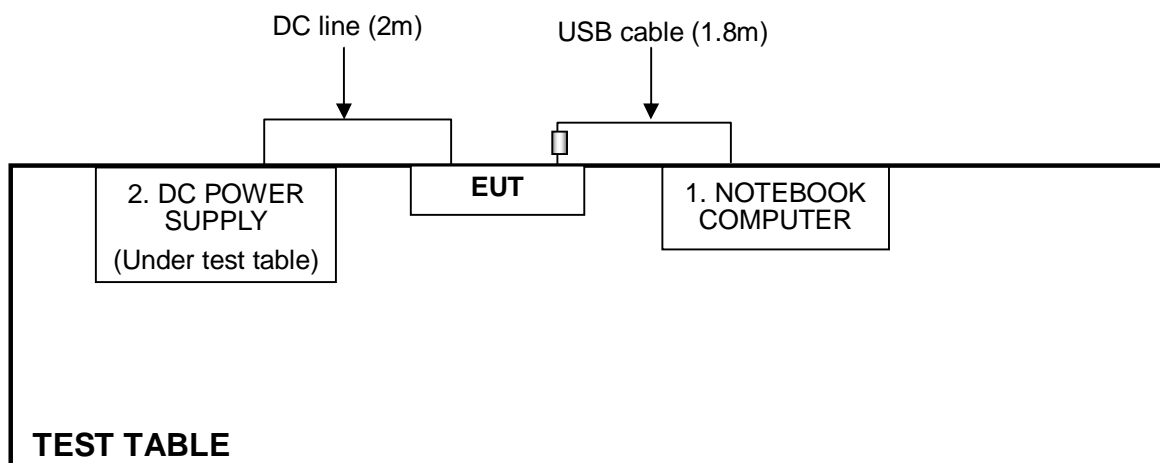 DC line (2m)
USB cable (1.8m)
2. DC POWER
SUPPLY
(Under test table)
EUT
1. NOTEBOOK
COMPUTER
TEST TABLE